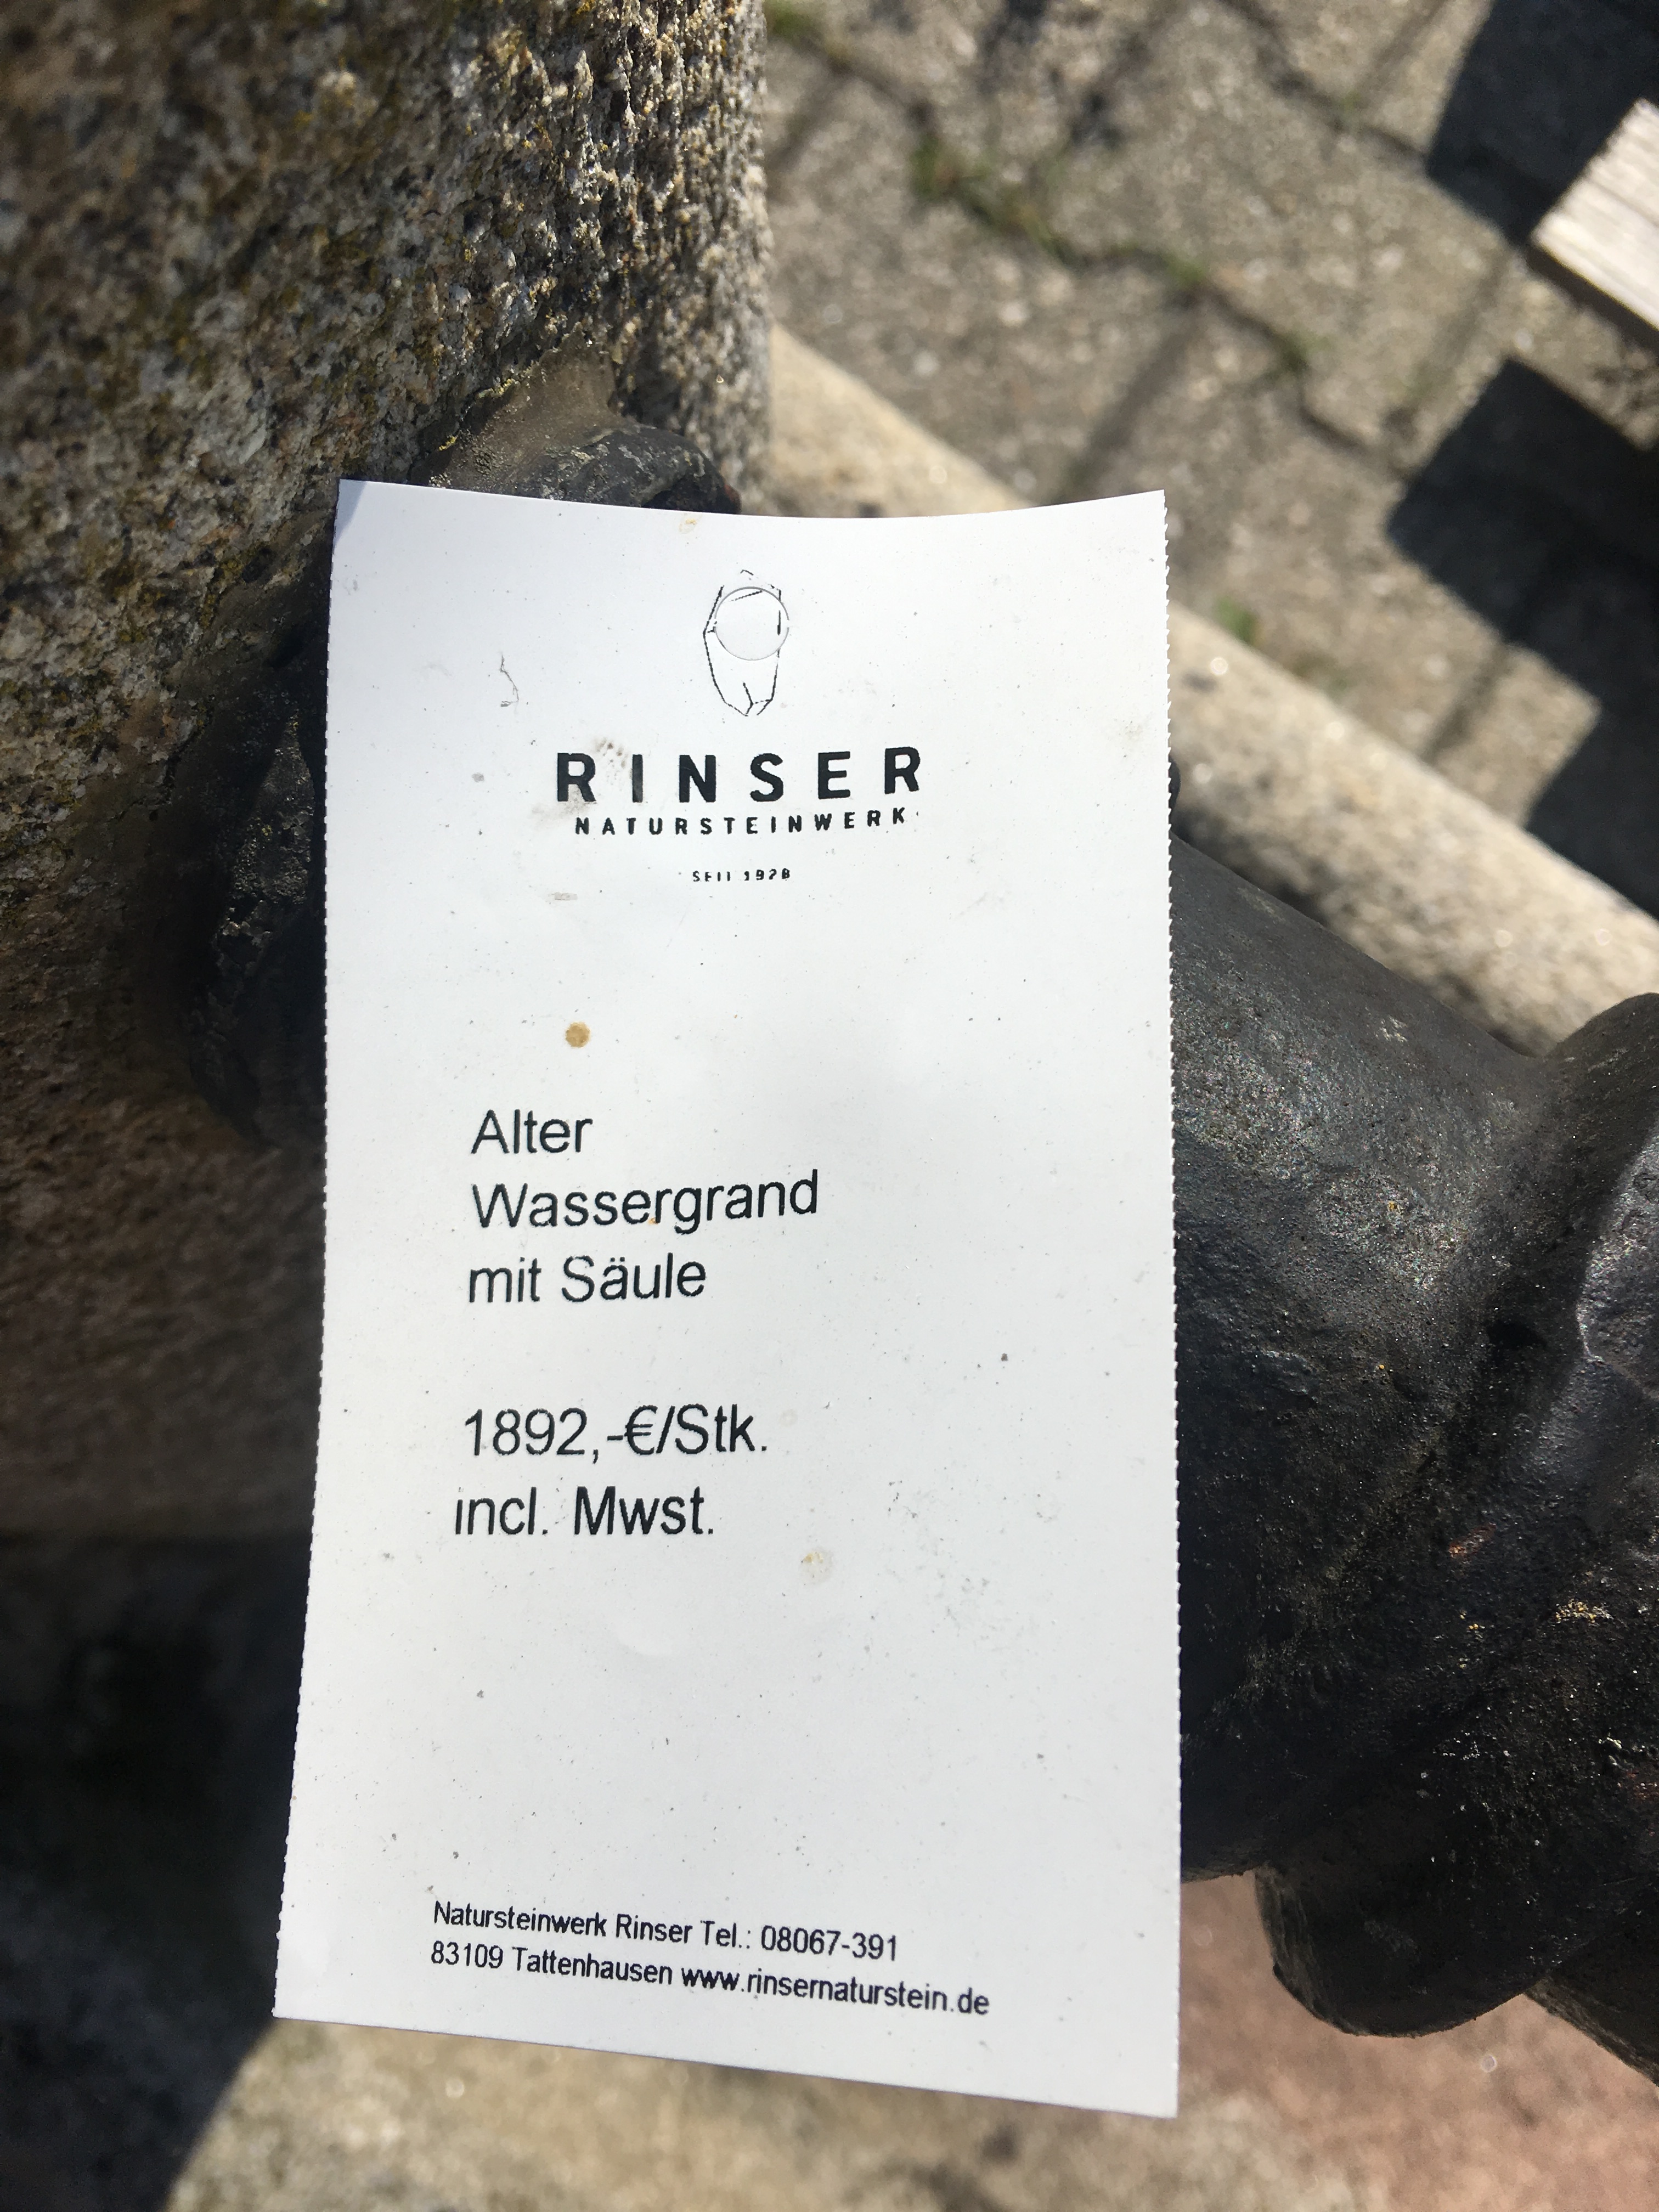 RINSER
NATURSTEINWERK
SEIT 1928
Alter
Wassergrand
mit Säule
1892,-€/Stk.
incl. Mwst.
Natursteinwerk Rinser Tel.: 08067-391
83109 Tattenhausen www.rinsernaturstein.de